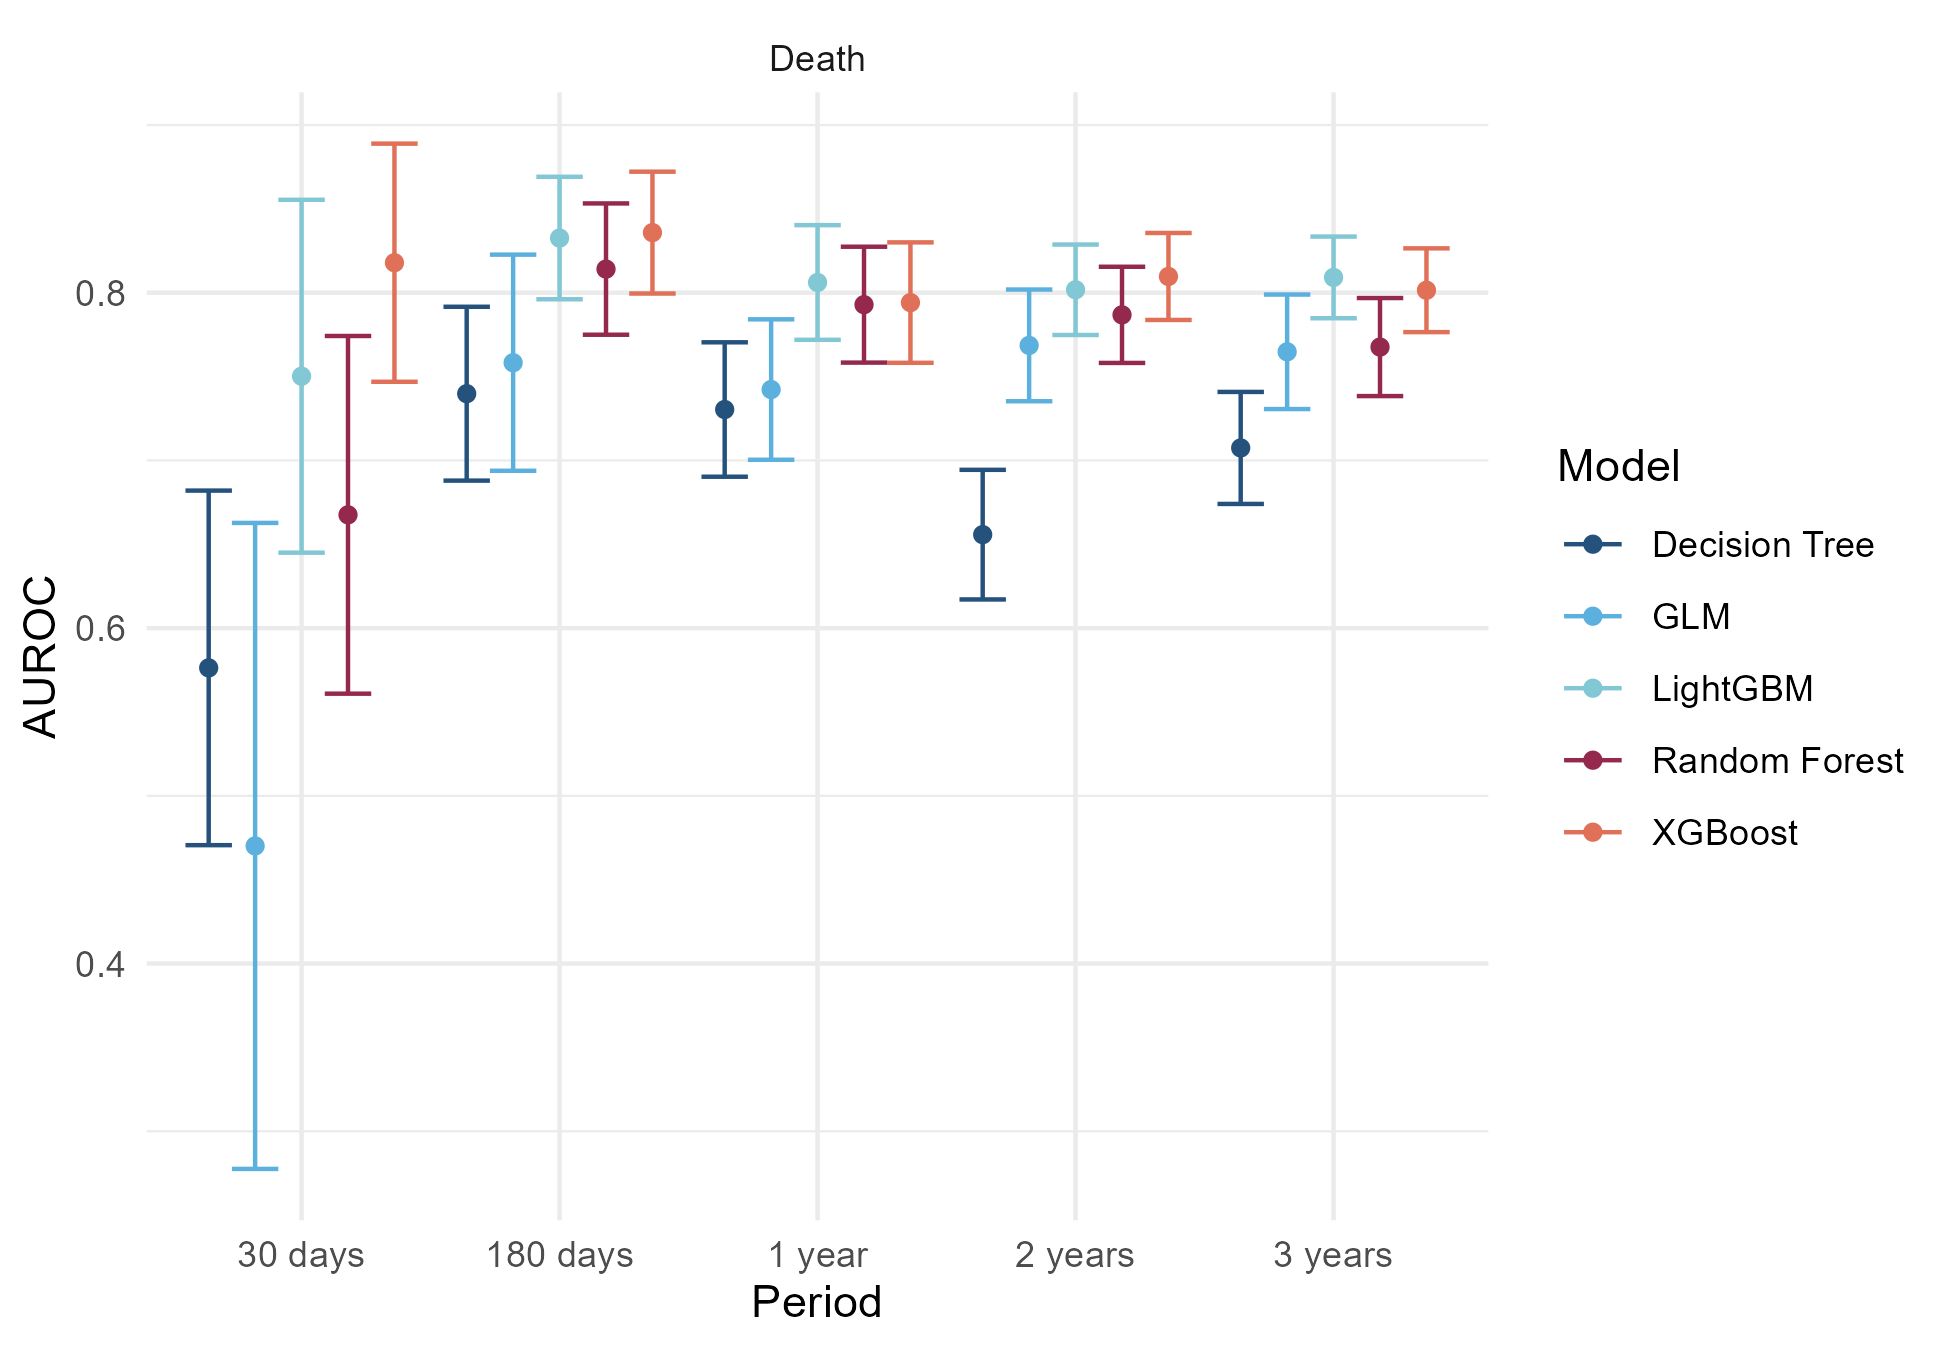 Death
AUROC
0.8
0.6
0.4
30 days
180 days
1 year
2 years
3 years
Period
Model
Decision Tree
GLM
LightGBM
Random Forest
XGBoost